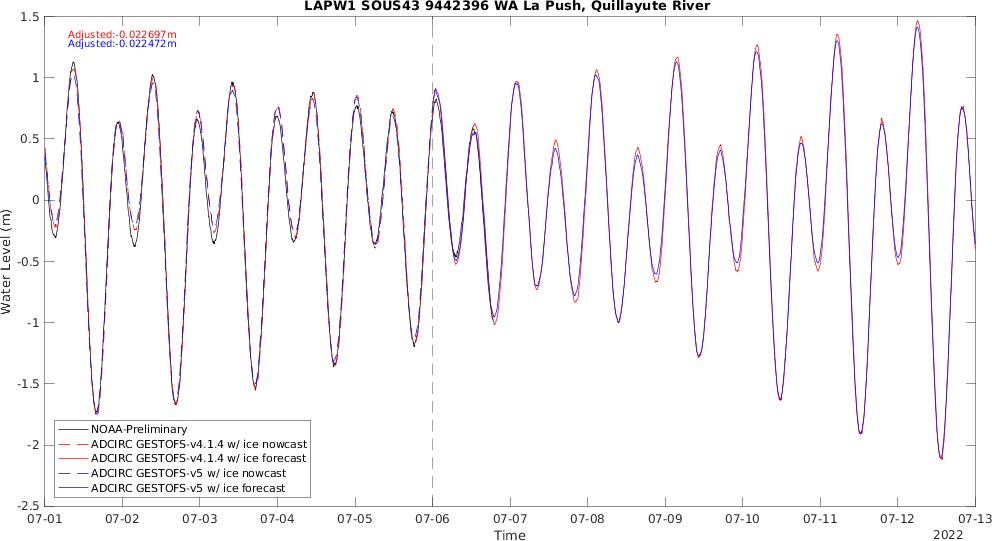 LAPW1 SOUS43 9442396 WA La Push, Quillayute River
Adjusted:-0.022697m
Adjusted:-0.022472m
1.5
1
0.5
0
-0.5
-1
-1.5
-2
-2.5
Water Level (m)
NOAA-Preliminary
ADCIRC GESTOFS-v4.1.4 w/ ice nowcast
ADCIRC GESTOFS-v4.1.4 w/ ice forecast
ADCIRC GESTOFS-v5 w/ ice nowcast
ADCIRC GESTOFS-v5 w/ ice forecast
07-01 07-02 07-03 07-04 07-05 07-06 07-07 07-08 07-09 07-10 07-11 07-12 07-13
Time
2022